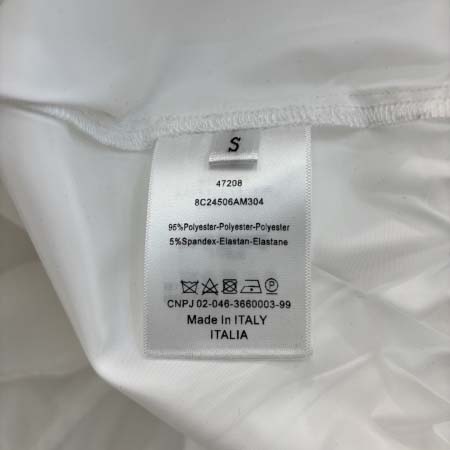 S
47208
8C24506AM304
95%Polyester-Polyester-Polyester
5%Spandex-Elastan-Elastane
CNPJ 02-046-3660003-99
Made In ITALY
ITALIA